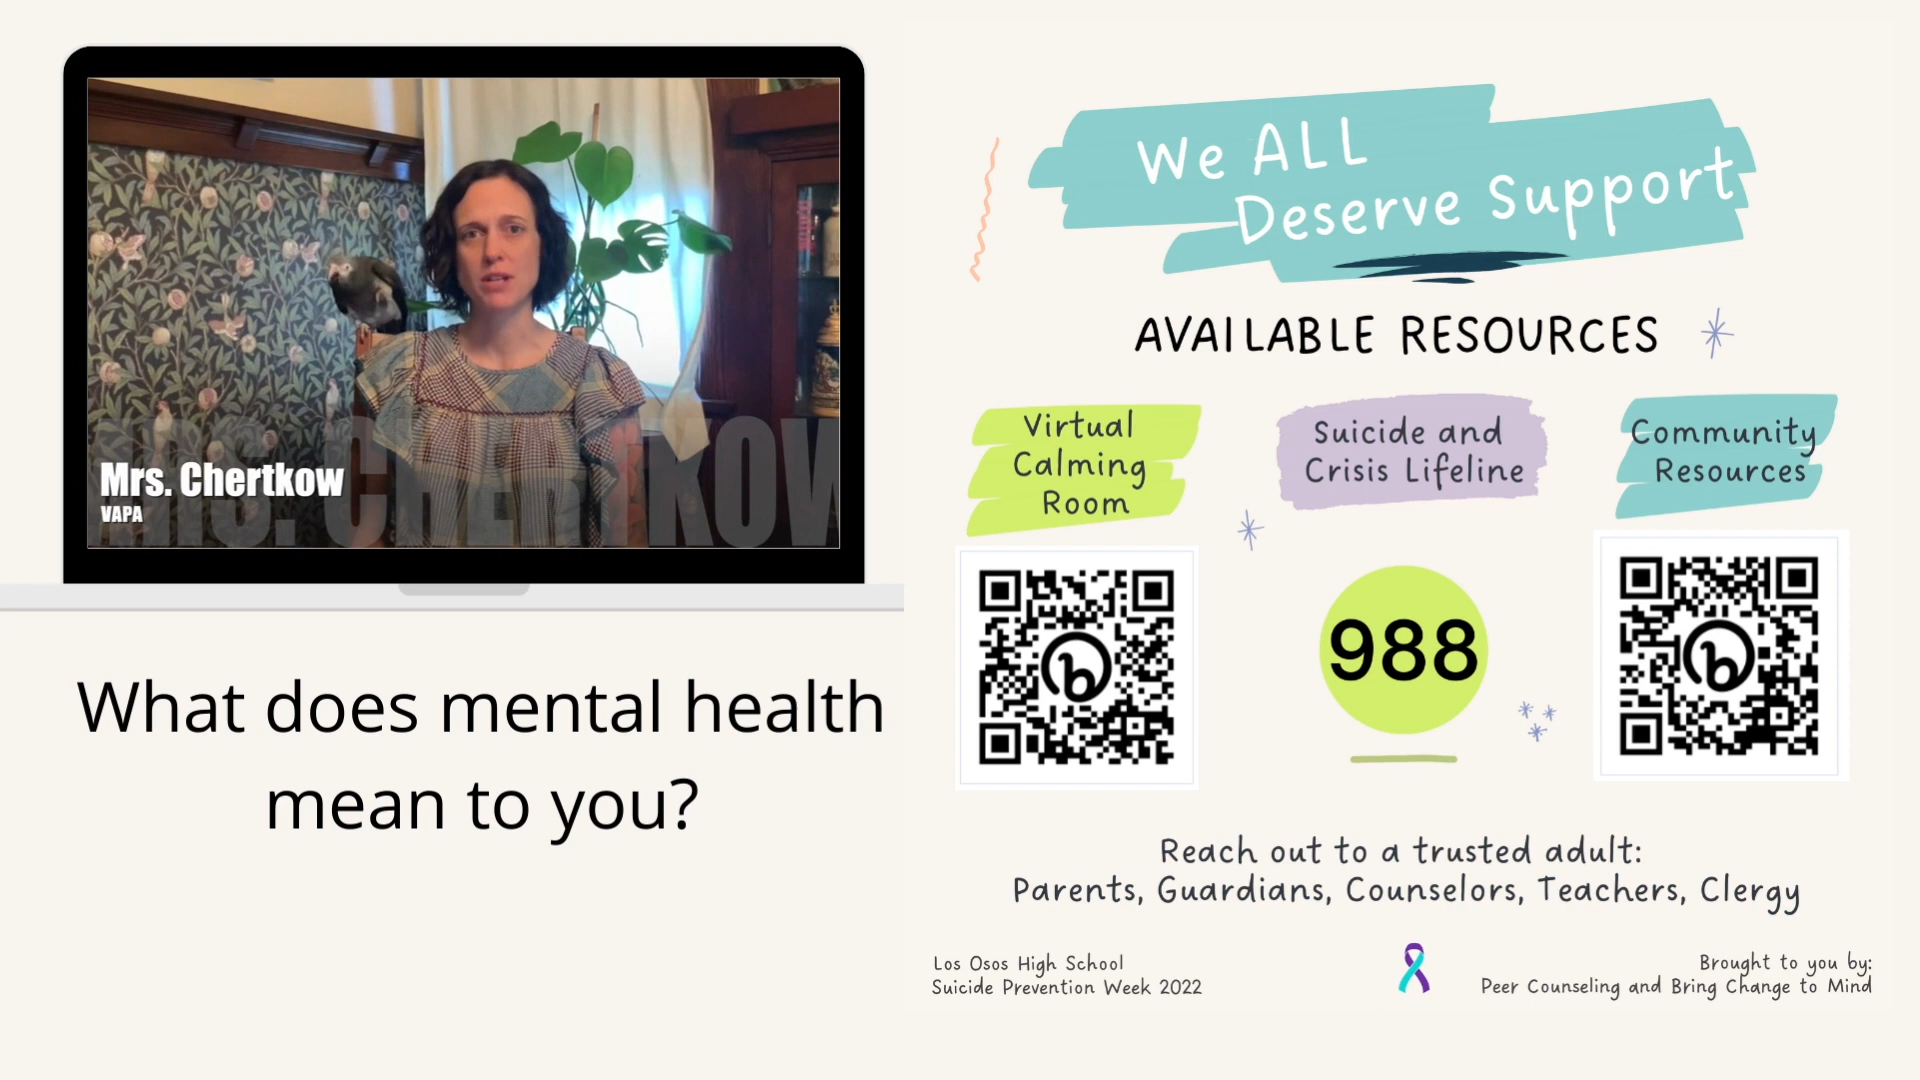 Mrs. Chertkow
VAPA
MRS. CHERTKOW
What does mental health
mean to you?
We ALL
Deserve Support
AVAILABLE RESOURCES
Virtual
Calming
Room
Suicide and
Crisis Lifeline
988
Community
Resources
Reach out to a trusted adult:
Parents, Guardians, Counselors, Teachers, Clergy
Los Osos High School
Suicide Prevention Week 2022
Brought to you by:
Peer Counseling and Bring Change to Mind